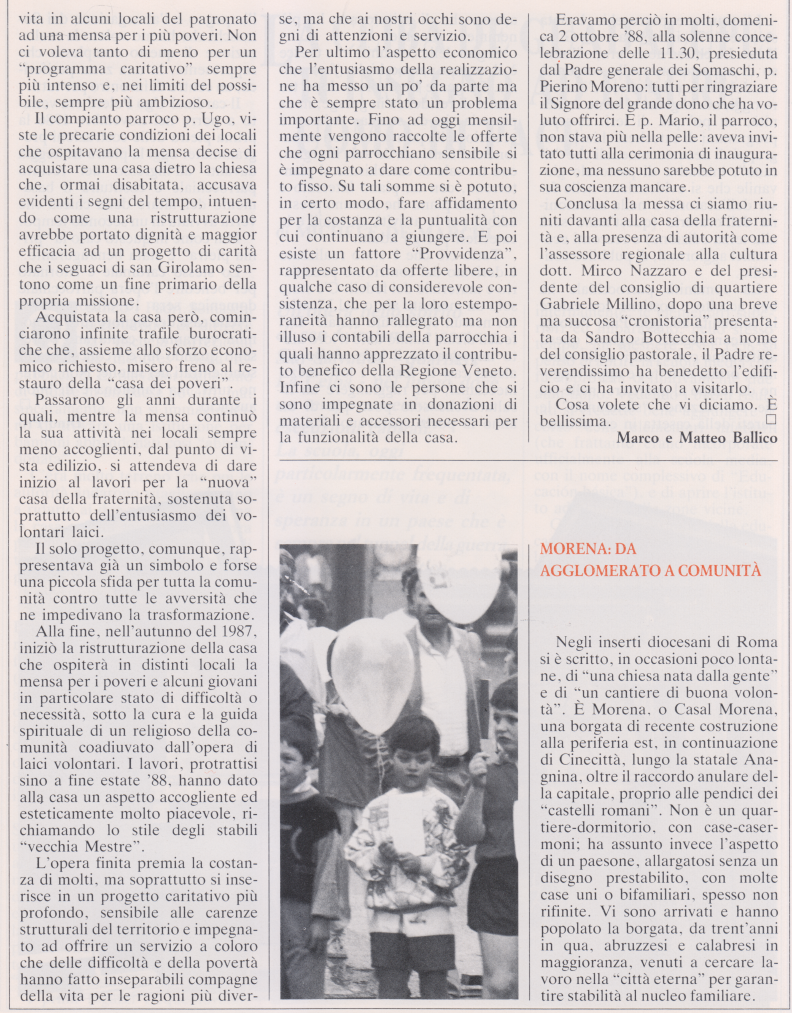 vita in alcuni locali del patronato
ad una mensa per i più poveri. Non
ci voleva tanto di meno per un
“programma caritativo” sempre
più intenso e, nei limiti del possi-
bile, sempre più ambizioso.
Il compianto parroco p. Ugo, vi-
ste le precarie condizioni dei locali
che ospitavano la mensa decise di
acquistare una casa dietro la chiesa
che, ormai disabitata, accusava
evidenti i segni del tempo, intuen-
do come una ristrutturazione
avrebbe portato dignità e maggior
efficacia ad un progetto di carità
che i seguaci di san Girolamo sen-
tono come un fine primario della
propria missione.
Acquistata la casa però, comin-
ciarono infinite trafile burocrati-
che che, assieme allo sforzo econo-
mico richiesto, misero freno al re-
stauro della “casa dei poveri”.
Passarono gli anni durante i
quali, mentre la mensa continuò
la sua attività nei locali sempre
meno accoglienti, dal punto di vi-
sta edilizio, si attendeva di dare
inizio al lavori per la “nuova”
casa della fraternità, sostenuta so-
prattutto dell'entusiasmo dei vo-
lontari laici.
Il solo progetto, comunque, rap-
presentava già un simbolo e forse
una piccola sfida per tutta la comu-
nità contro tutte le avversità che
ne impedivano la trasformazione.
Alla fine, nell'autunno del 1987,
iniziò la ristrutturazione della casa
che ospiterà in distinti locali la
mensa per i poveri e alcuni giovani
in particolare stato di difficoltà o
necessità, sotto la cura e la guida
spirituale di un religioso della co-
munità coadiuvato dall'opera di
laici volontari. I lavori, protrattisi
sino a fine estate '88, hanno dato
alla casa un aspetto accogliente ed
esteticamente molto piacevole, ri-
chiamando lo stile degli stabili
“vecchia Mestre”.
L'opera finita premia la costan-
za di molti, ma soprattutto si inse-
risce in un progetto caritativo più
profondo, sensibile alle carenze
strutturali del territorio e impegna-
to ad offrire un servizio a coloro
che delle difficoltà e della povertà
hanno fatto inseparabili compagne
della vita per le ragioni più diver-
se, ma che ai nostri occhi sono de-
gni di attenzioni e servizio.
Per ultimo l'aspetto economico
che l'entusiasmo della realizzazio-
ne ha messo un po' da parte ma
che è sempre stato un problema
importante. Fino ad oggi mensil-
mente vengono raccolte le offerte
che ogni parrocchiano sensibile si
è impegnato a dare come contribu-
to fisso. Su tali somme si è potuto,
in certo modo, fare affidamento
per la costanza e la puntualità con
cui continuano a giungere. E poi
esiste un fattore “Provvidenza”,
rappresentato da offerte libere, in
qualche caso di considerevole con-
sistenza, che per la loro estempo-
raneità hanno rallegrato ma non
illuso i contabili della parrocchia i
quali hanno apprezzato il contribu-
to benefico della Regione Veneto.
Infine ci sono le persone che si
sono impegnate in donazioni di
materiali e accessori necessari per
la funzionalità della casa.
Eravamo perciò in molti, domeni-
ca 2 ottobre '88, alla solenne conce-
lebrazione delle 11.30, presieduta
dal Padre generale dei Somaschi, p.
Pierino Moreno: tutti per ringraziare
il Signore del grande dono che ha vo-
luto offrirci. E p. Mario, il parroco,
non stava più nella pelle: aveva invi-
tato tutti alla cerimonia di inaugura-
zione, ma nessuno sarebbe potuto in
sua coscienza mancare.
Conclusa la messa ci siamo riu-
niti davanti alla casa della fraterni-
tà e, alla presenza di autorità come
l'assessore regionale alla cultura
dott. Mirco Nazzaro e del presi-
dente del consiglio di quartiere
Gabriele Millino, dopo una breve
ma succosa “cronistoria” presenta-
ta da Sandro Bottecchia a nome
del consiglio pastorale, il Padre re-
verendissimo ha benedetto l'edifi-
cio e ci ha invitato a visitarlo.
Cosa volete che vi diciamo. È
bellissima. □
Marco e Matteo Ballico
MORENA: DA
AGGLOMERATO A COMUNITÀ
Negli inserti diocesani di Roma
si è scritto, in occasioni poco lonta-
ne, di “una chiesa nata dalla gente”
e di “un cantiere di buona volon-
tà”. È Morena, o Casal Morena,
una borgata di recente costruzione
alla periferia est, in continuazione
di Cinecittà, lungo la statale Ana-
gnina, oltre il raccordo anulare del-
la capitale, proprio alle pendici dei
“castelli romani”. Non è un quar-
tiere-dormitorio, con case-caser-
moni; ha assunto invece l'aspetto
di un paesone, allargatosi senza un
disegno prestabilito, con molte
case uni o bifamiliari, spesso non
rifinite. Vi sono arrivati e hanno
popolato la borgata, da trent'anni
in qua, abruzzesi e calabresi in
maggioranza, venuti a cercare la-
voro nella “città eterna” per garan-
tire stabilità al nucleo familiare.